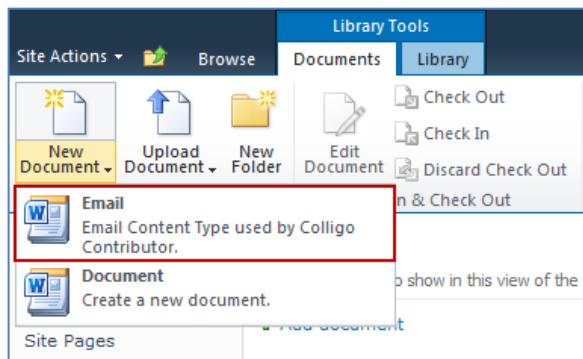 Library Tools
Site Actions Browse Documents Library
New Document
Upload Document
New Folder
Edit Document
Check Out
Check In
Discard Check Out
n & Check Out
Email
Email Content Type used by Colligo
Contributor.
Document
Create a new document.
o show in this view of the
Add document
Site Pages